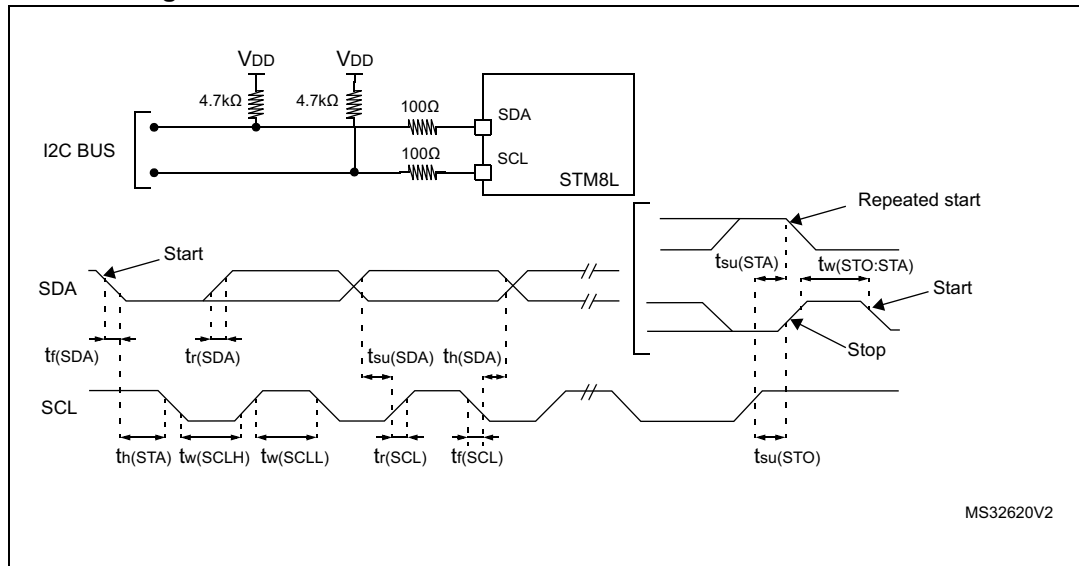 VDD VDD
4.7kΩ 4.7kΩ
100Ω
SDA
I2C BUS
100Ω
SCL
STM8L
Repeated start
Start
tsu(STA) tw(STO:STA)
SDA
Start
Stop
tf(SDA) tr(SDA) tsu(SDA) th(SDA)
SCL
th(STA) tw(SCLH) tw(SCLL) tr(SCL) tf(SCL) tsu(STO)
MS32620V2